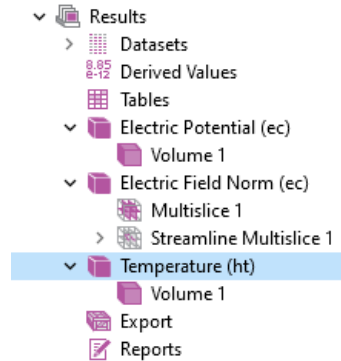 Results
Datasets
8.85
e-12 Derived Values
Tables
Electric Potential (ec)
Volume 1
Electric Field Norm (ec)
Multislice 1
Streamline Multislice 1
Temperature (ht)
Volume 1
Export
Reports